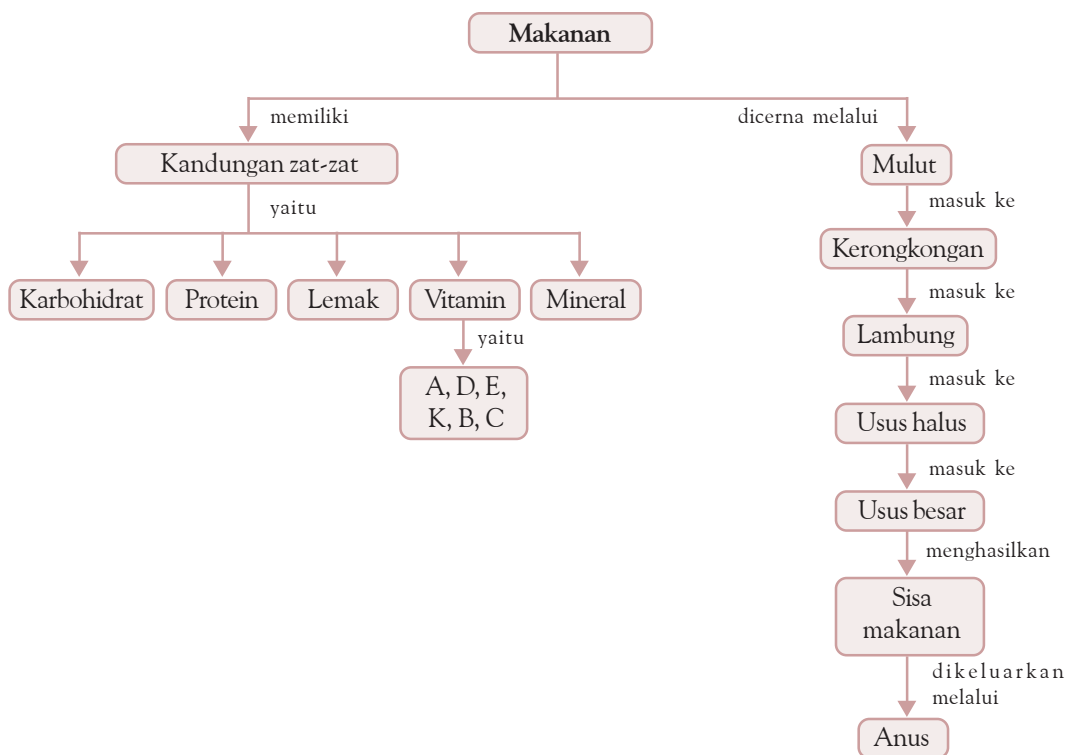 Makanan
memiliki
dicerna melalui
Kandungan zat-zat
Mulut
yaitu
masuk ke
Kerongkongan
Karbohidrat
Protein
Lemak
Vitamin
Mineral
masuk ke
yaitu
Lambung
A, D, E,
K, B, C
masuk ke
Usus halus
masuk ke
Usus besar
menghasilkan
Sisa
makanan
dikeluarkan
melalui
Anus